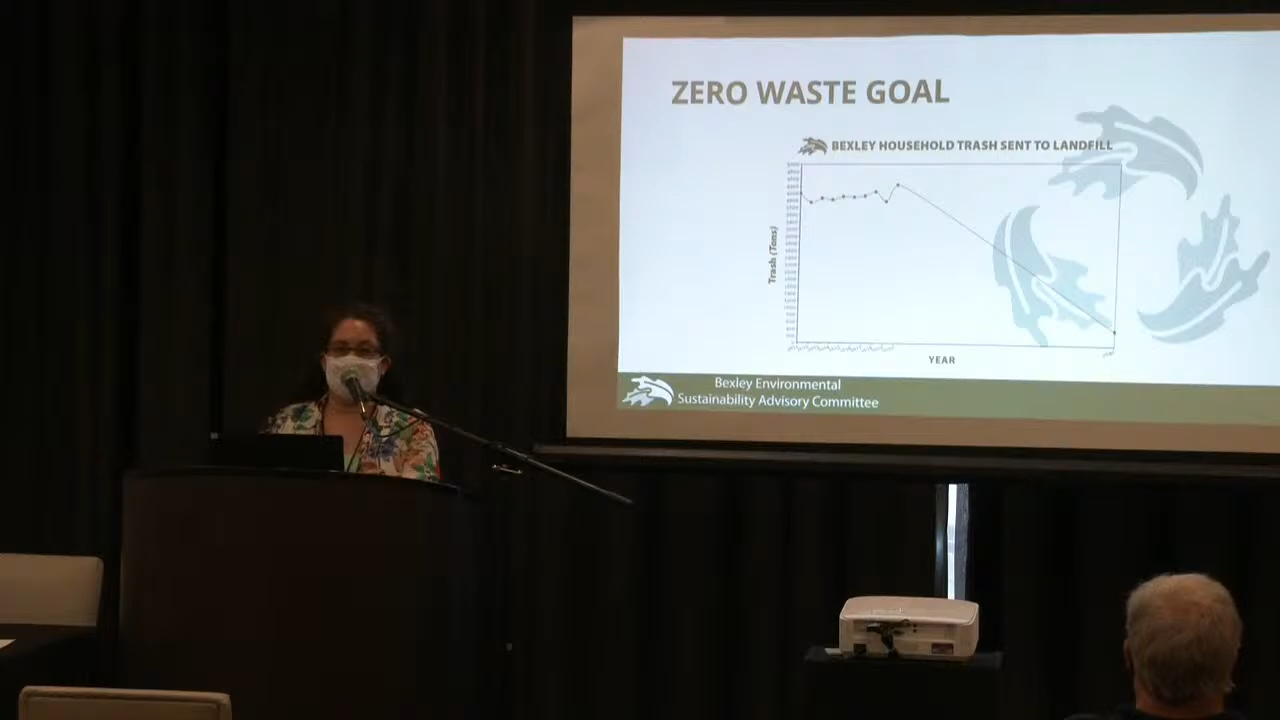 ZERO WASTE GOAL
BEXLEY HOUSEHOLD TRASH SENT TO LANDFILL
Trash (Tons)
YEAR
Bexley Environmental
Sustainability Advisory Committee